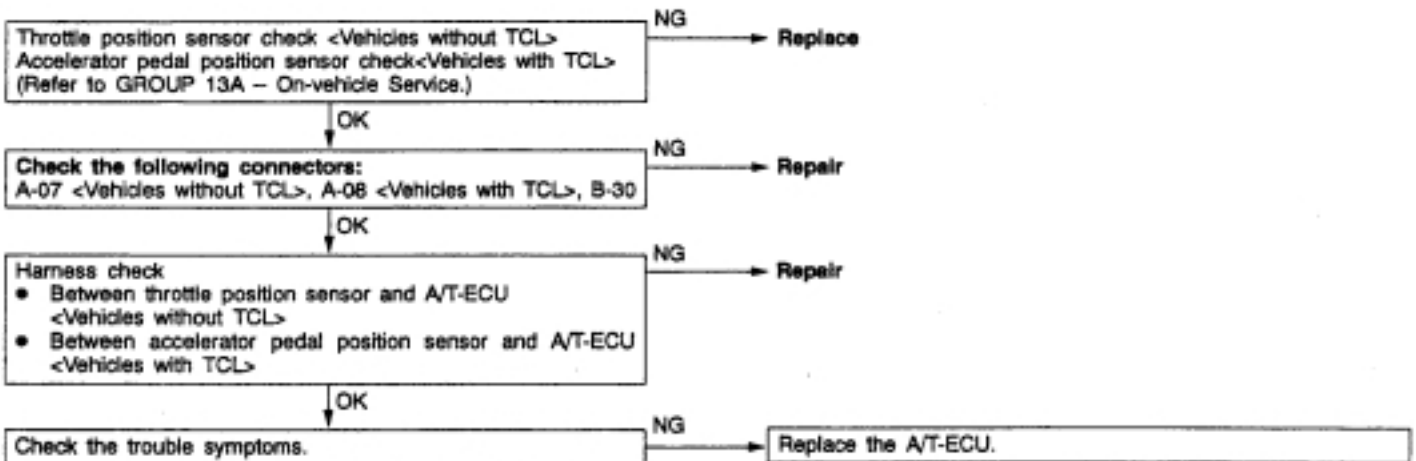 Throttle position sensor check <Vehicles without TCL>
Accelerator pedal position sensor check<Vehicles with TCL>
(Refer to GROUP 13A – On-vehicle Service.)
NG
Replace
OK
Check the following connectors:
A-07 <Vehicles without TCL>, A-08 <Vehicles with TCL>, B-30
NG
Repair
OK
Harness check
● Between throttle position sensor and A/T-ECU
<Vehicles without TCL>
● Between accelerator pedal position sensor and A/T-ECU
<Vehicles with TCL>
NG
Repair
OK
Check the trouble symptoms.
NG
Replace the A/T-ECU.